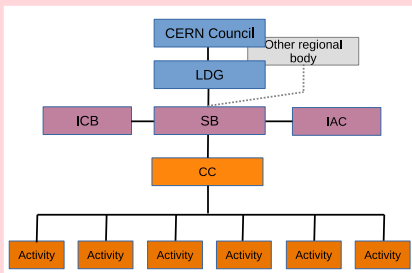 CERN Council
Other regional
body
LDG
ICB
SB
IAC
CC
Activity
Activity
Activity
Activity
Activity
Activity